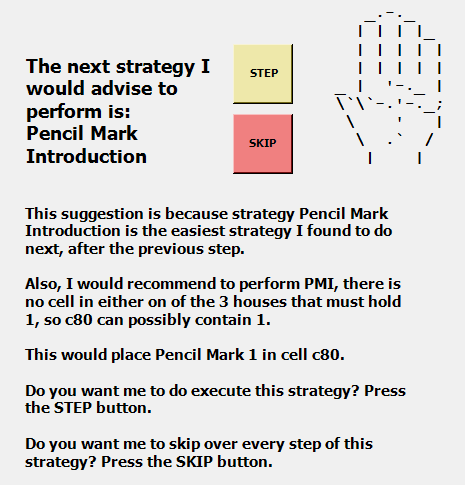 The next strategy I
would advise to
perform is:
Pencil Mark
Introduction
STEP
SKIP
This suggestion is because strategy Pencil Mark
Introduction is the easiest strategy I found to do
next, after the previous step.
Also, I would recommend to perform PMI, there
is no cell in either on of the 3 houses that must hold
1, so c80 can possibly contain 1.
This would place Pencil Mark 1 in cell c80.
Do you want me to do execute this strategy? Press
the STEP button.
Do you want me to skip over every step of this
strategy? Press the SKIP button.